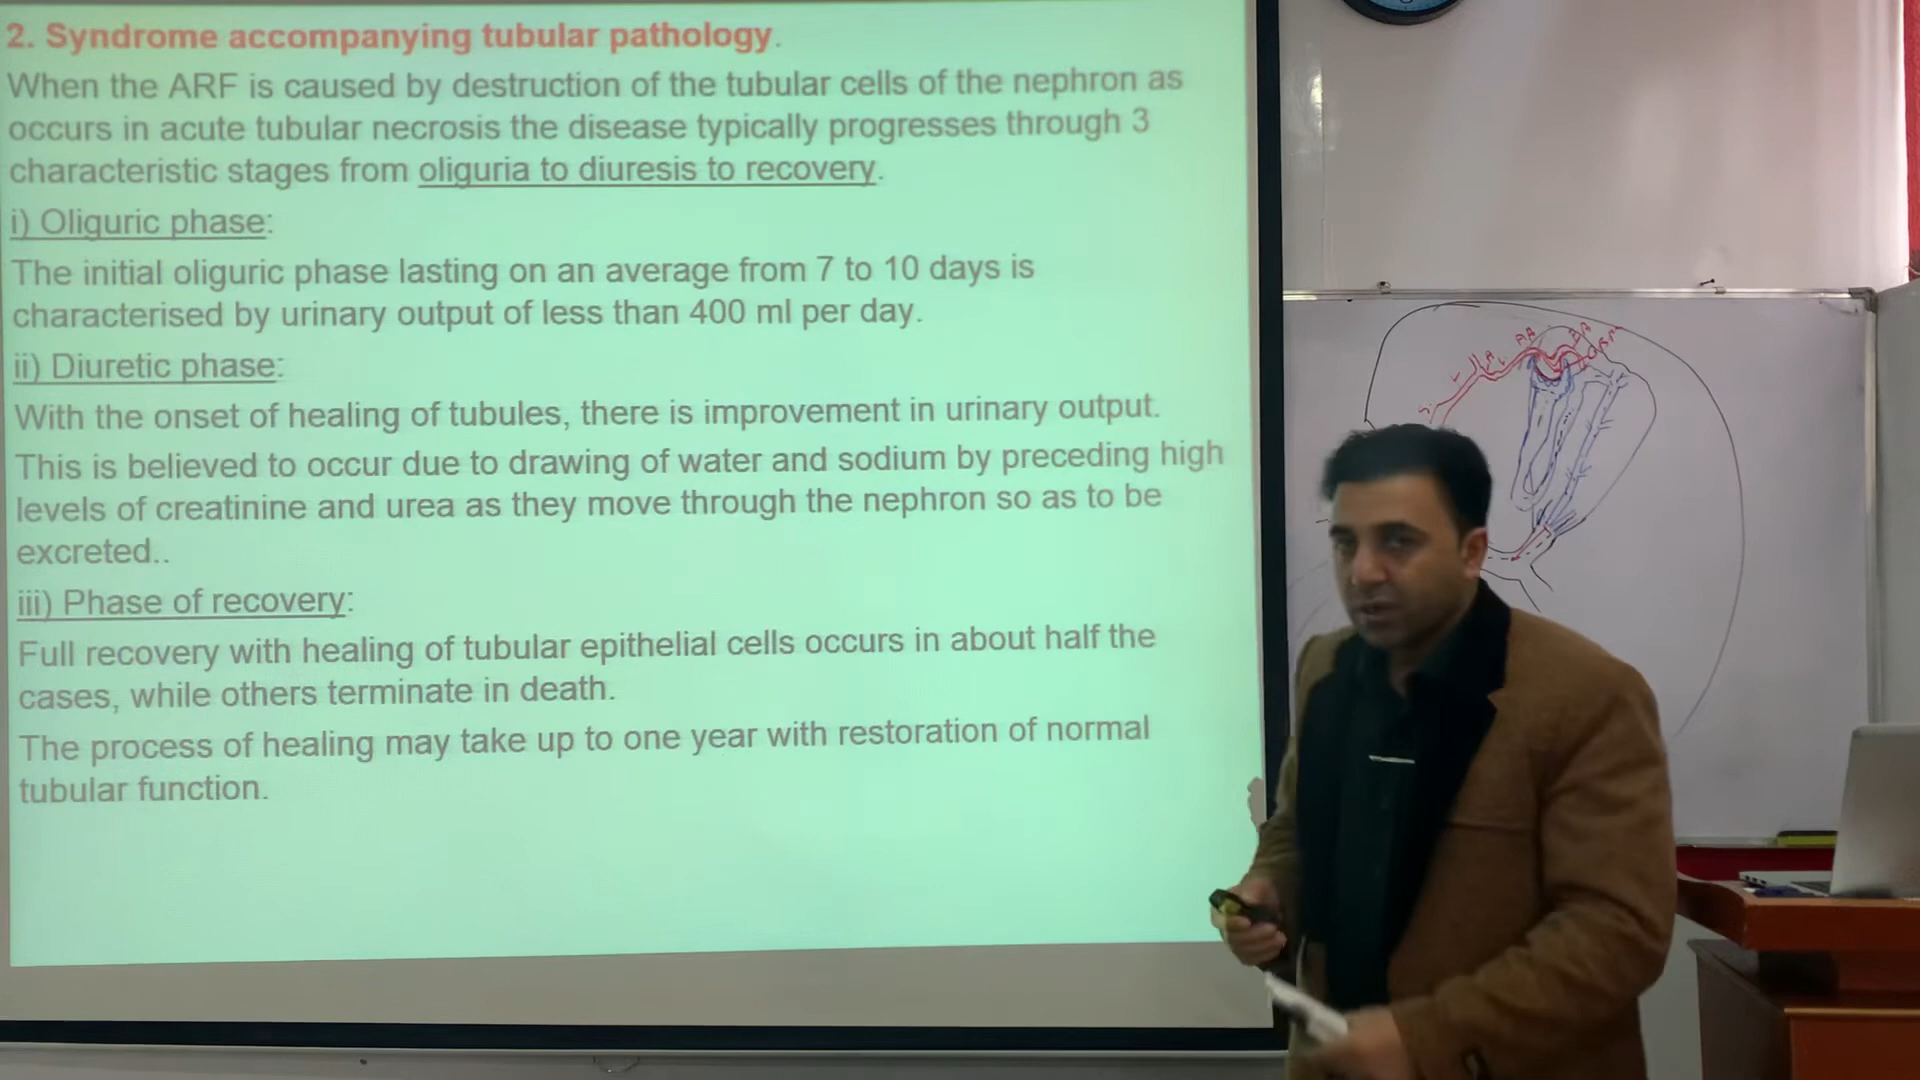 2. Syndrome accompanying tubular pathology.
When the ARF is caused by destruction of the tubular cells of the nephron as
occurs in acute tubular necrosis the disease typically progresses through 3
characteristic stages from oliguria to diuresis to recovery.
i) Oliguric phase:
The initial oliguric phase lasting on an average from 7 to 10 days is
characterised by urinary output of less than 400 ml per day.
ii) Diuretic phase:
With the onset of healing of tubules, there is improvement in urinary output.
This is believed to occur due to drawing of water and sodium by preceding high
levels of creatinine and urea as they move through the nephron so as to be
excreted..
iii) Phase of recovery:
Full recovery with healing of tubular epithelial cells occurs in about half the
cases, while others terminate in death.
The process of healing may take up to one year with restoration of normal
tubular function.